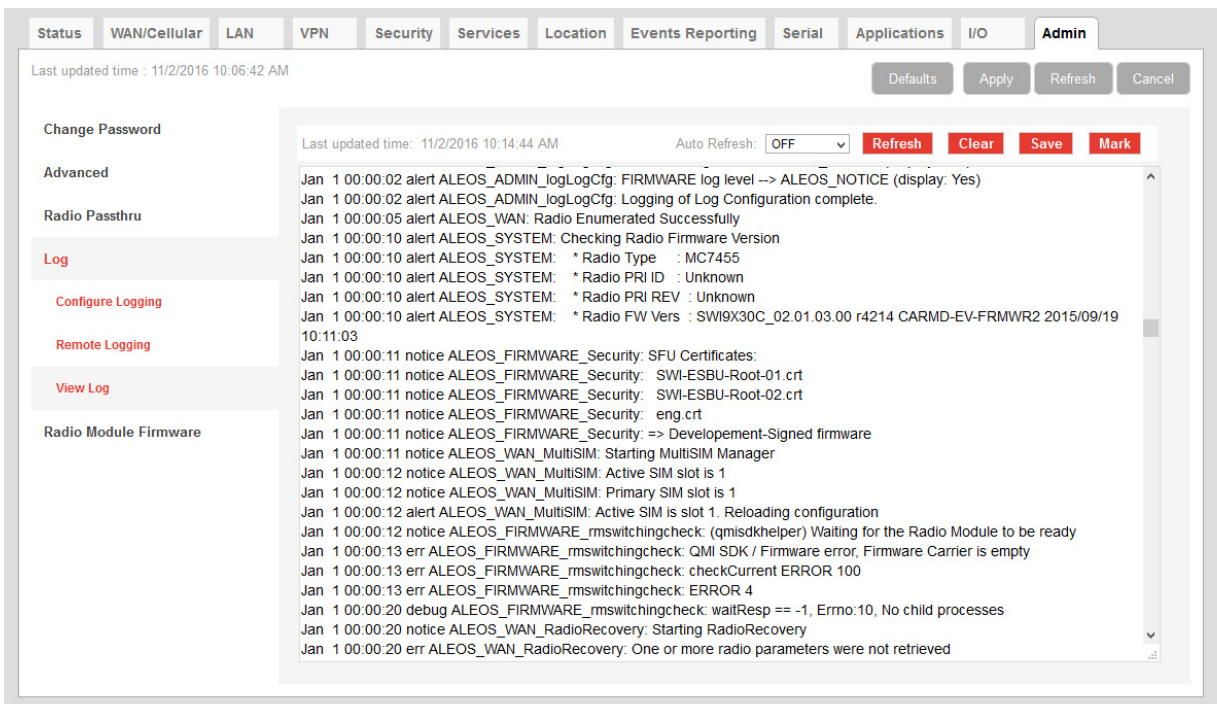 Status WAN/Cellular LAN VPN Security Services Location Events Reporting Serial Applications I/O Admin
Last updated time : 11/2/2016 10:06:42 AM
Defaults Apply Refresh Cancel
Change Password
Advanced
Radio Passthru
Log
Configure Logging
Remote Logging
View Log
Radio Module Firmware
Last updated time: 11/2/2016 10:14:44 AM Auto Refresh: OFF Refresh Clear Save Mark
Jan 1 00:00:02 alert ALEOS_ADMIN_logLogCfg: FIRMWARE log level --> ALEOS_NOTICE (display: Yes)
Jan 1 00:00:02 alert ALEOS_ADMIN_logLogCfg: Logging of Log Configuration complete.
Jan 1 00:00:05 alert ALEOS_WAN: Radio Enumerated Successfully
Jan 1 00:00:10 alert ALEOS_SYSTEM: Checking Radio Firmware Version
Jan 1 00:00:10 alert ALEOS_SYSTEM: * Radio Type : MC7455
Jan 1 00:00:10 alert ALEOS_SYSTEM: * Radio PRI ID : Unknown
Jan 1 00:00:10 alert ALEOS_SYSTEM: * Radio PRI REV : Unknown
Jan 1 00:00:10 alert ALEOS_SYSTEM: * Radio FW Vers : SWI9X30C_02.01.03.00 r4214 CARMD-EV-FRMWR2 2015/09/19
10:11:03
Jan 1 00:00:11 notice ALEOS_FIRMWARE_Security: SFU Certificates:
Jan 1 00:00:11 notice ALEOS_FIRMWARE_Security: SWI-ESBU-Root-01.crt
Jan 1 00:00:11 notice ALEOS_FIRMWARE_Security: SWI-ESBU-Root-02.crt
Jan 1 00:00:11 notice ALEOS_FIRMWARE_Security: eng.crt
Jan 1 00:00:11 notice ALEOS_FIRMWARE_Security: => Developement-Signed firmware
Jan 1 00:00:11 notice ALEOS_WAN_MultiSIM: Starting MultiSIM Manager
Jan 1 00:00:12 notice ALEOS_WAN_MultiSIM: Active SIM slot is 1
Jan 1 00:00:12 notice ALEOS_WAN_MultiSIM: Primary SIM slot is 1
Jan 1 00:00:12 alert ALEOS_WAN_MultiSIM: Active SIM is slot 1. Reloading configuration
Jan 1 00:00:12 notice ALEOS_FIRMWARE_rmswitchingcheck: (qmisdkhelper) Waiting for the Radio Module to be ready
Jan 1 00:00:13 err ALEOS_FIRMWARE_rmswitchingcheck: QMI SDK / Firmware error, Firmware Carrier is empty
Jan 1 00:00:13 err ALEOS_FIRMWARE_rmswitchingcheck: checkCurrent ERROR 100
Jan 1 00:00:13 err ALEOS_FIRMWARE_rmswitchingcheck: ERROR 4
Jan 1 00:00:20 debug ALEOS_FIRMWARE_rmswitchingcheck: waitResp == -1, Errno:10, No child processes
Jan 1 00:00:20 notice ALEOS_WAN_RadioRecovery: Starting RadioRecovery
Jan 1 00:00:20 err ALEOS_WAN_RadioRecovery: One or more radio parameters were not retrieved